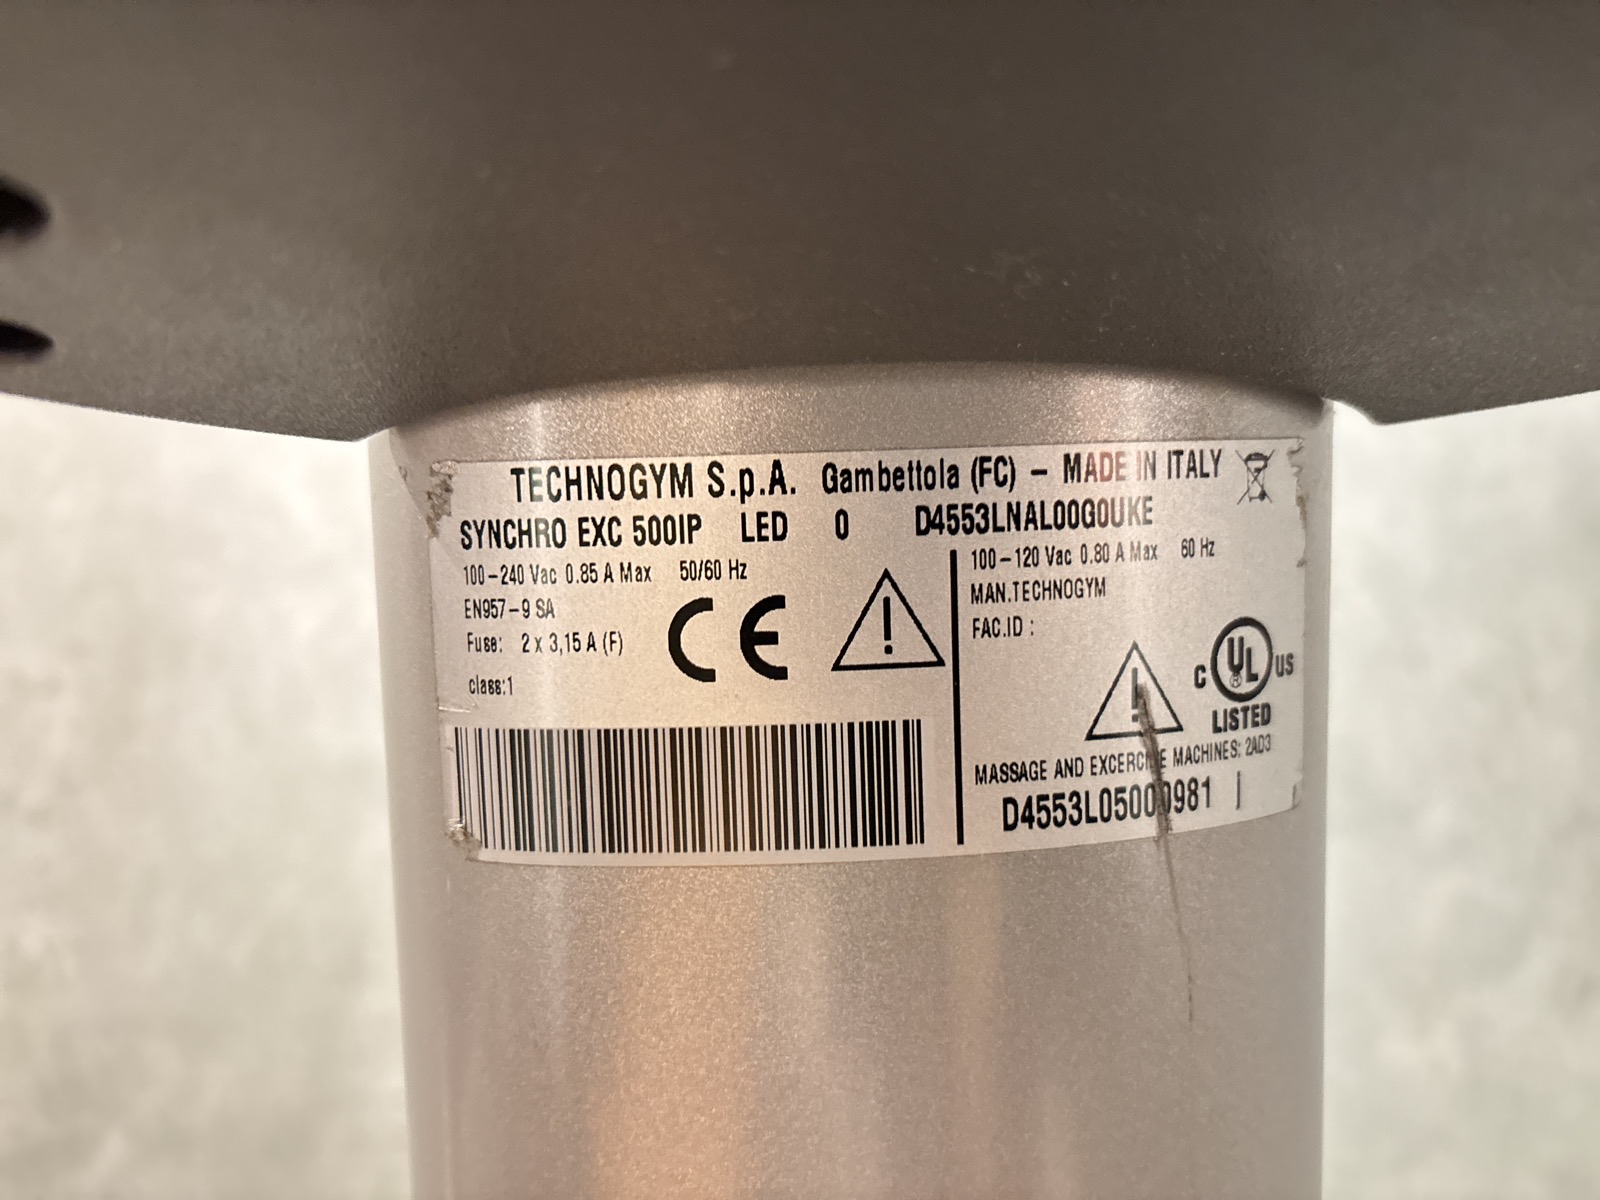 TECHNOGYM S.p.A. Gambettola (FC) – MADE IN ITALY
SYNCHRO EXC 500IP LED 0 D4553LNAL00G0UKE
100–240 Vac 0.85 A Max 50/60 Hz
EN957–9 SA
Fuse: 2 x 3,15 A (F)
class:1
CE
100–120 Vac 0.80 A Max 60 Hz
MAN.TECHNOGYM
FAC.ID :
C UL US
LISTED
MASSAGE AND EXCERCISE MACHINES: 2AD3
D4553L05000981